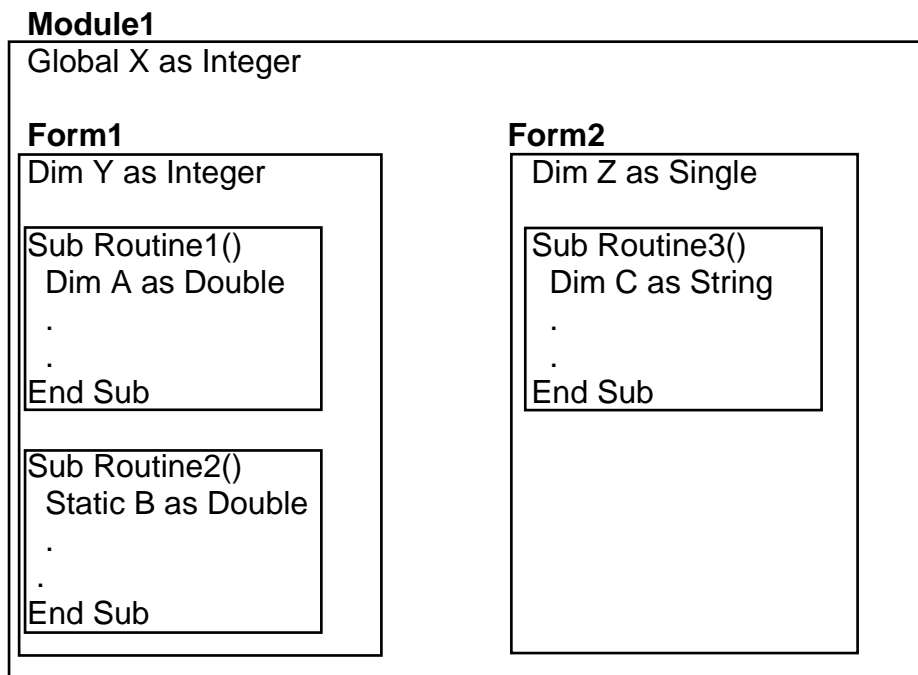 Module1
Global X as Integer
Form1
Dim Y as Integer
Sub Routine1()
Dim A as Double
.
.
End Sub
Sub Routine2()
Static B as Double
.
.
End Sub
Form2
Dim Z as Single
Sub Routine3()
Dim C as String
.
.
End Sub